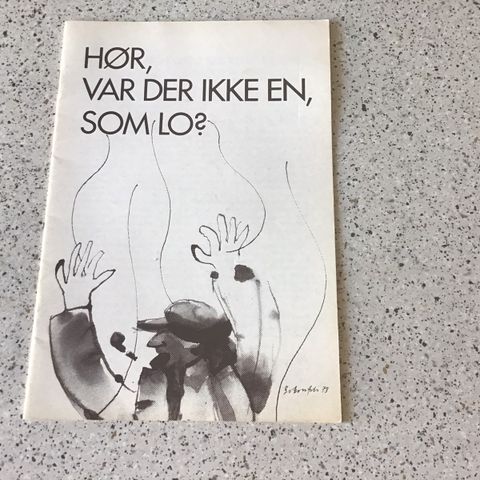 HØR,
VAR DER IKKE EN,
SOM LO?